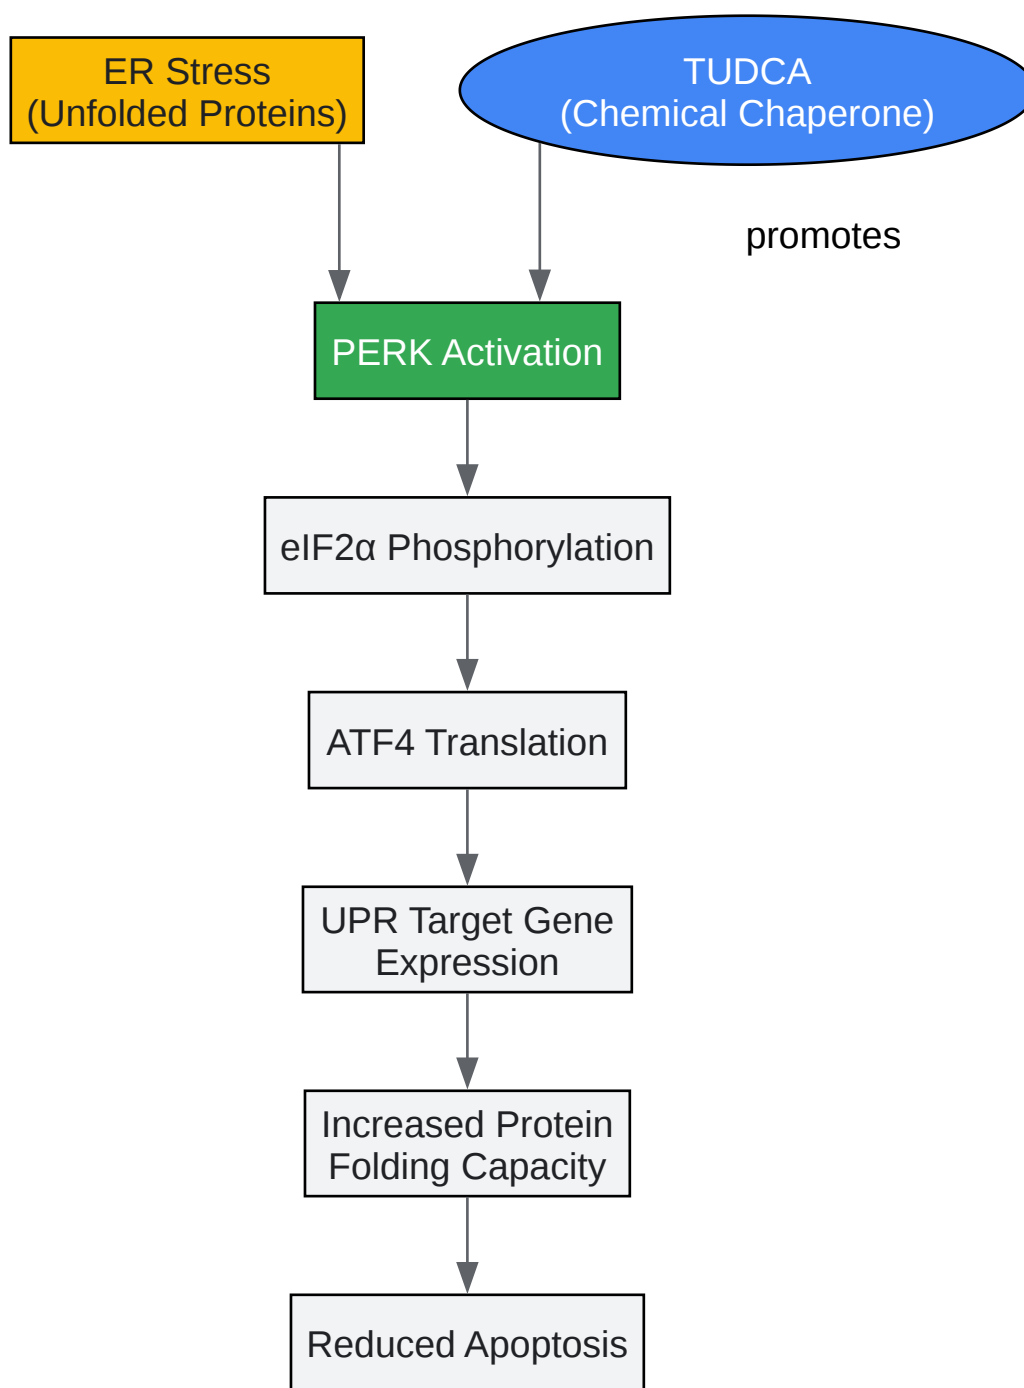 ER Stress
(Unfolded Proteins)
TUDCA
(Chemical Chaperone)
promotes
PERK Activation
eIF2α Phosphorylation
ATF4 Translation
UPR Target Gene
Expression
Increased Protein
Folding Capacity
Reduced Apoptosis